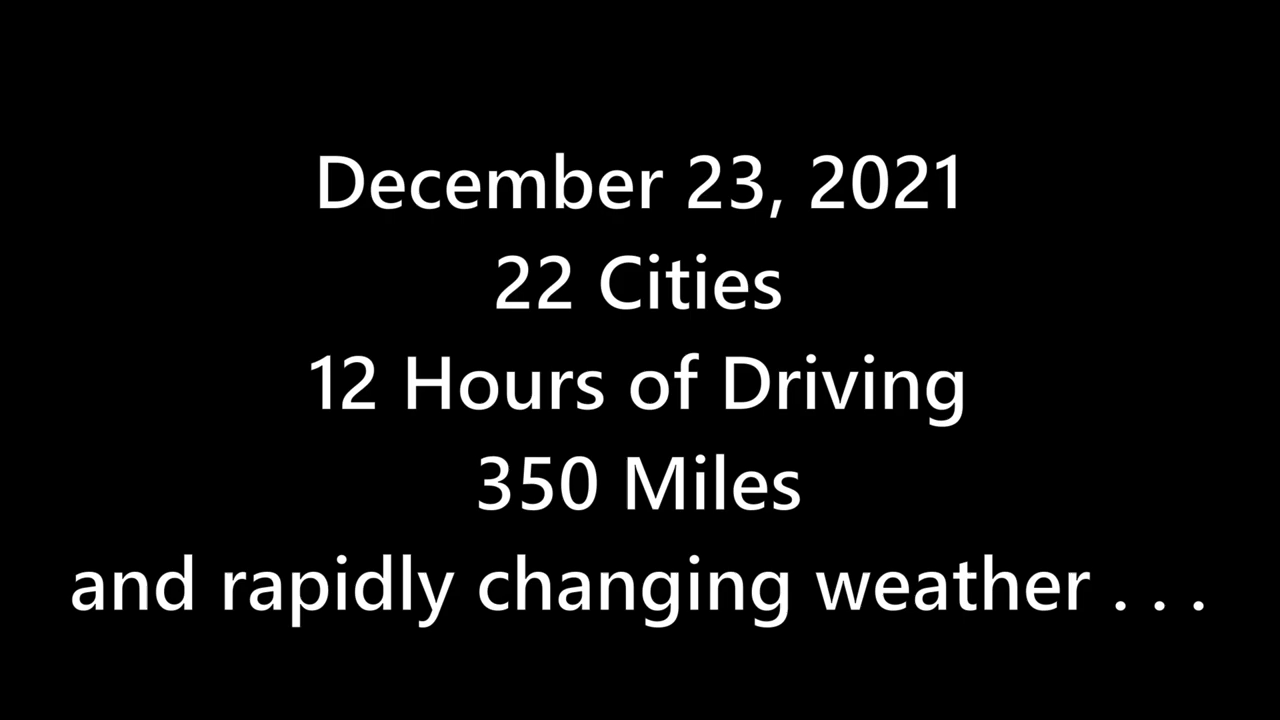 December 23, 2021
22 Cities
12 Hours of Driving
350 Miles
and rapidly changing weather . . .